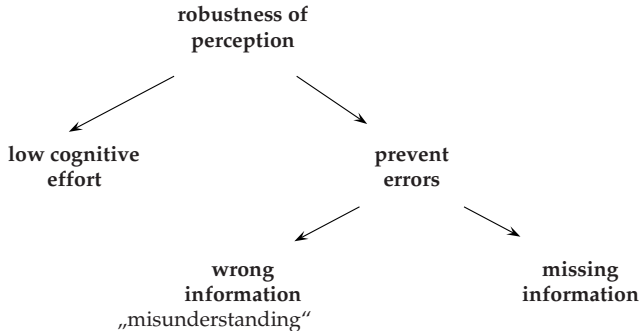 robustness of
perception
low cognitive
effort
prevent
errors
wrong
information
„misunderstanding“
missing
information